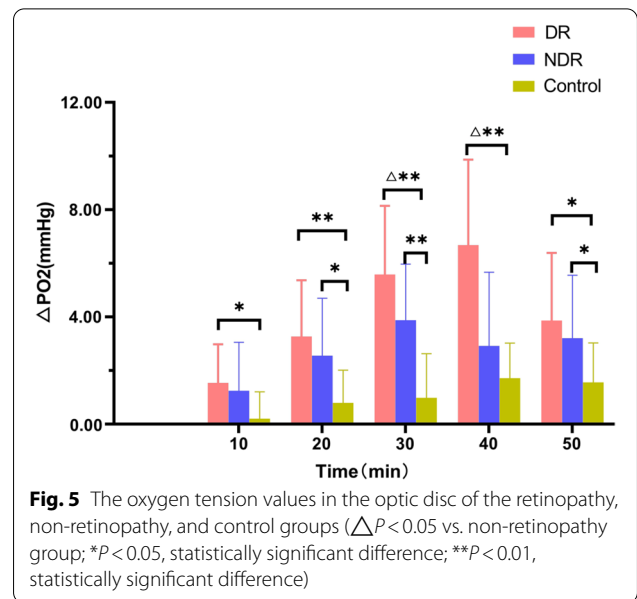 DR
NDR
Control
12.00
8.00
4.00
0.00
△PO2(mmHg)
△**
△**
**
**
*
*
*
*
10 20 30 40 50
Time(min)
Fig. 5 The oxygen tension values in the optic disc of the retinopathy,
non-retinopathy, and control groups (△P < 0.05 vs. non-retinopathy
group; *P < 0.05, statistically significant difference; **P < 0.01,
statistically significant difference)